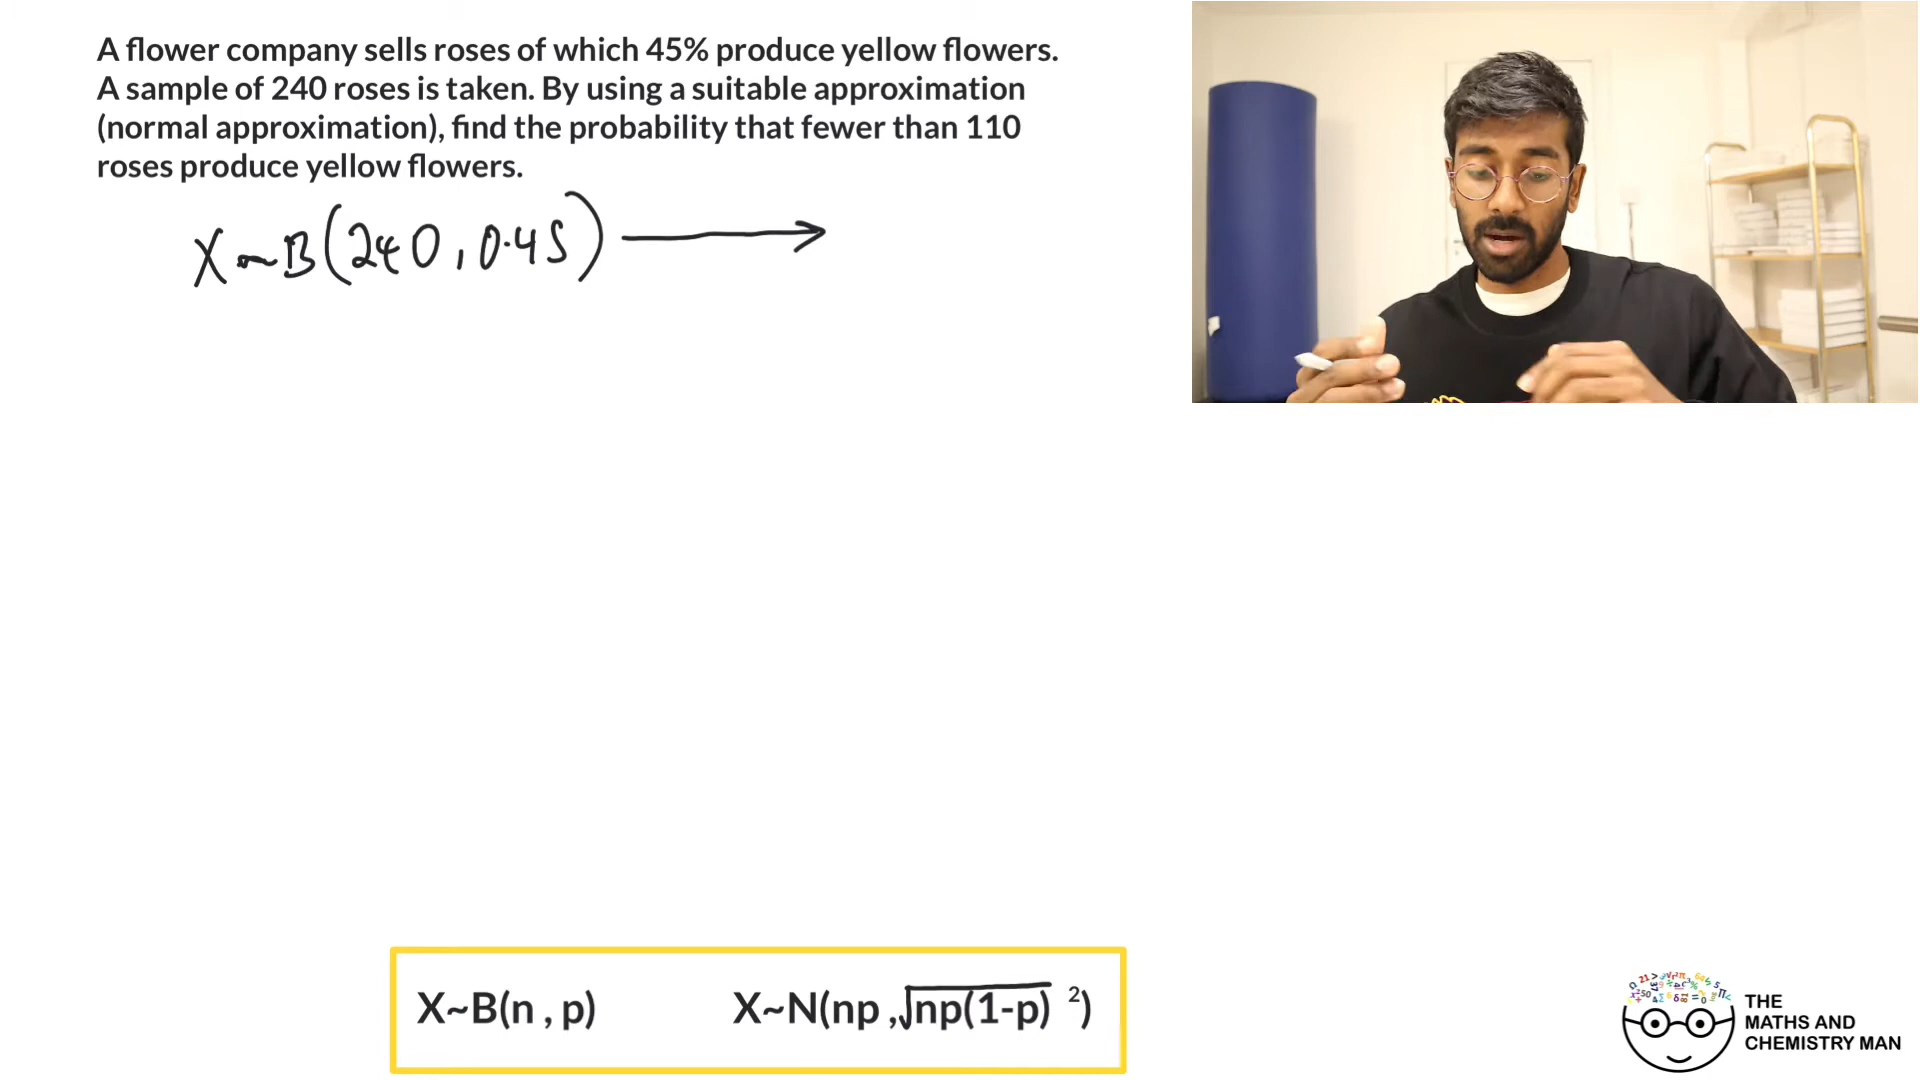 A flower company sells roses of which 45% produce yellow flowers.
A sample of 240 roses is taken. By using a suitable approximation
(normal approximation), find the probability that fewer than 110
roses produce yellow flowers.
X~B(240,0.45)
X~B(n , p)
X~N(np ,√np(1-p) ²)
THE
MATHS AND
CHEMISTRY MAN